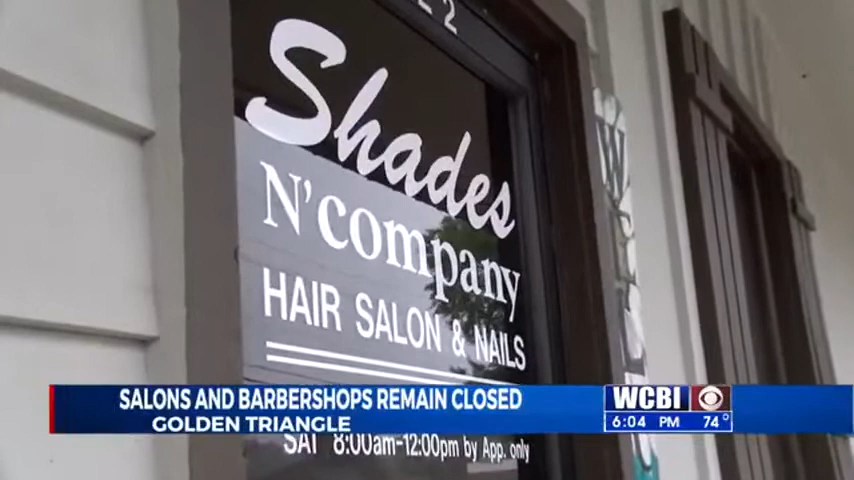 22
Shades
N' company
HAIR SALON & NAILS
SALONS AND BARBERSHOPS REMAIN CLOSED
GOLDEN TRIANGLE
WCBI
6:04 PM 74°
SAT 8:00am-12:00pm by App. only